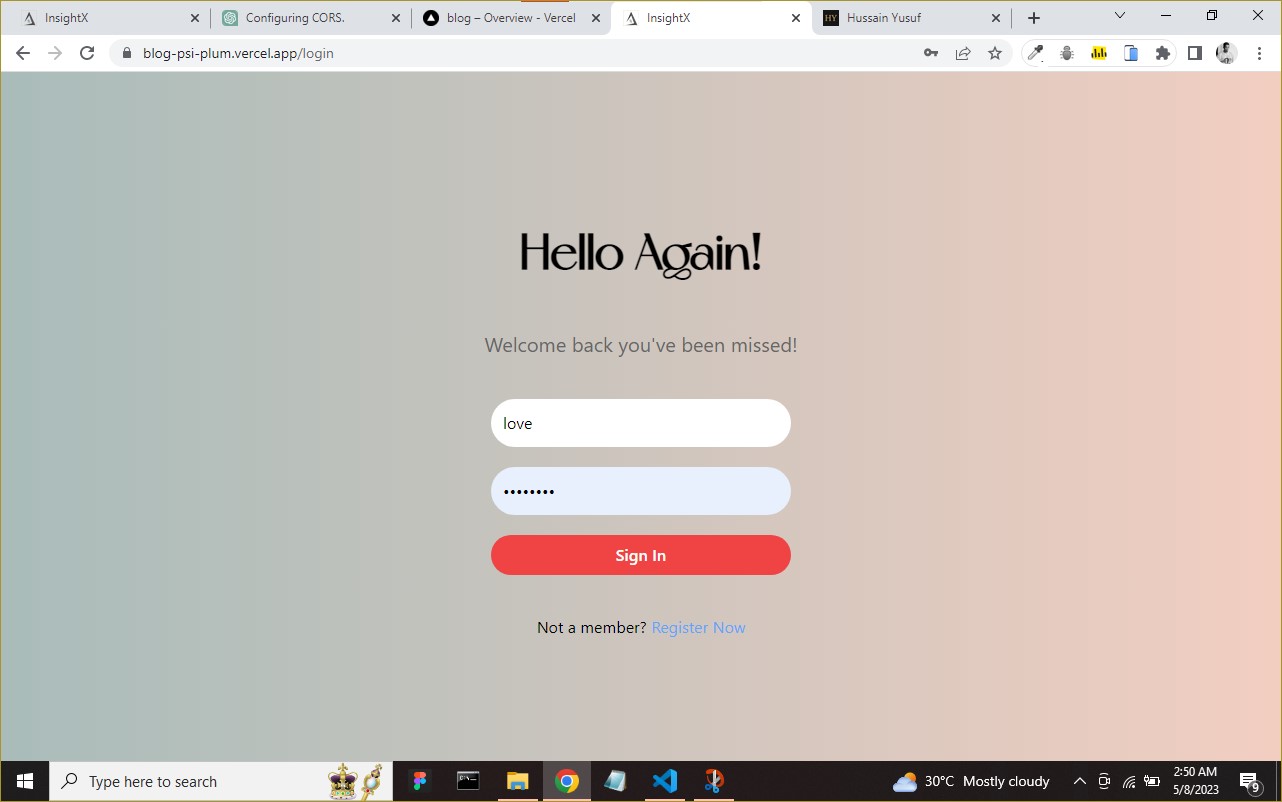 InsightX
Configuring CORS.
blog – Overview - Vercel
InsightX
HY Hussain Yusuf
blog-psi-plum.vercel.app/login
Hello Again!
Welcome back you've been missed!
love
••••••••
Sign In
Not a member? Register Now
Type here to search
30°C Mostly cloudy
2:50 AM
5/8/2023
9